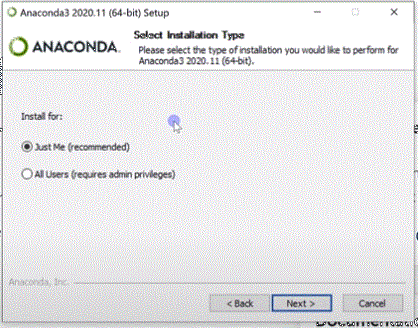 Anaconda3 2020.11 (64-bit) Setup
ANACONDA.
Select Installation Type
Please select the type of installation you would like to perform for
Anaconda3 2020.11 (64-bit).
Install for:
Just Me (recommended)
All Users (requires admin privileges)
Anaconda, Inc.
< Back
Next >
Cancel